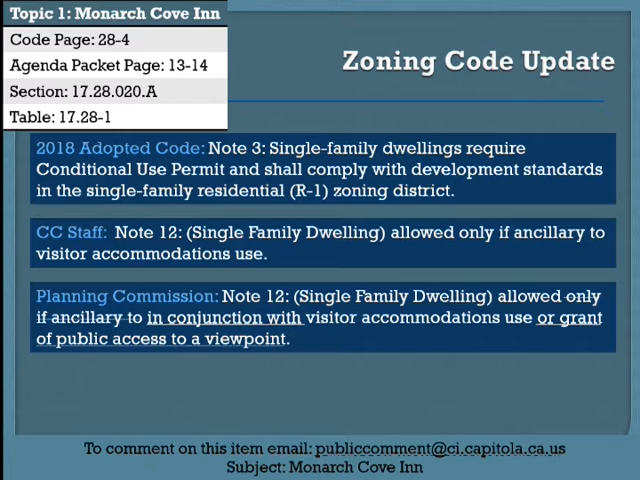 Topic 1: Monarch Cove Inn
Code Page: 28-4
Agenda Packet Page: 13-14
Section: 17.28.020.A
Table: 17.28-1
Zoning Code Update
2018 Adopted Code: Note 3: Single-family dwellings require
Conditional Use Permit and shall comply with development standards
in the single-family residential (R-1) zoning district.
CC Staff: Note 12: (Single Family Dwelling) allowed only if ancillary to
visitor accommodations use.
Planning Commission: Note 12: (Single Family Dwelling) allowed only
if ancillary to in conjunction with visitor accommodations use or grant
of public access to a viewpoint.
To comment on this item email: publiccomment@ci.capitola.ca.us
Subject: Monarch Cove Inn